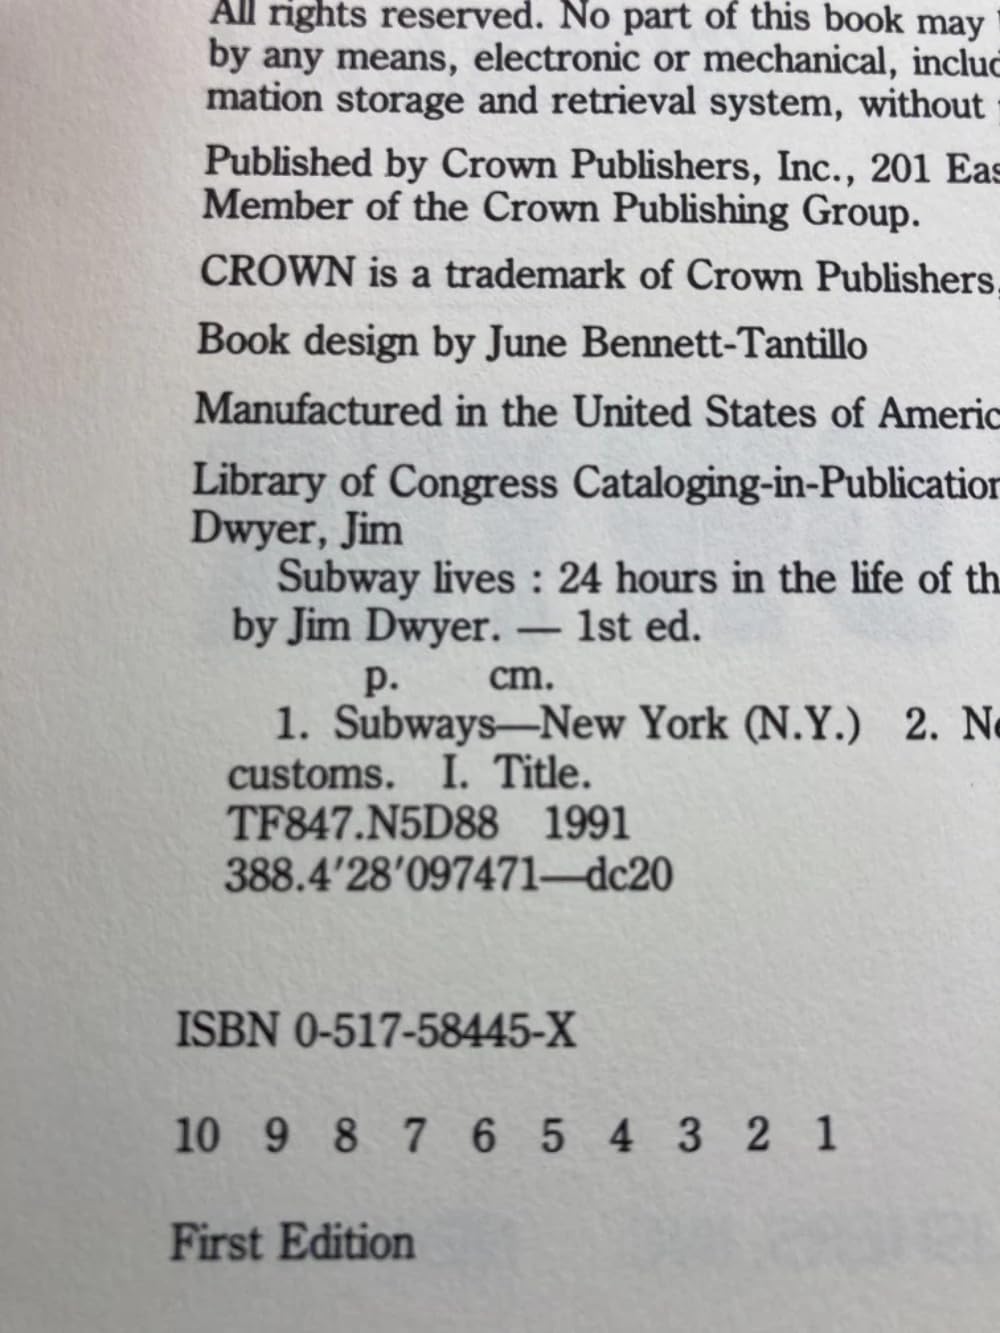 All rights reserved. No part of this book may
by any means, electronic or mechanical, includ
mation storage and retrieval system, without
Published by Crown Publishers, Inc., 201 Eas
Member of the Crown Publishing Group.
CROWN is a trademark of Crown Publishers,
Book design by June Bennett-Tantillo
Manufactured in the United States of Americ
Library of Congress Cataloging-in-Publication
Dwyer, Jim
Subway lives : 24 hours in the life of th
by Jim Dwyer. — 1st ed.
p. cm.
1. Subways—New York (N.Y.) 2. Ne
customs. I. Title.
TF847.N5D88 1991
388.4′28′097471—dc20
ISBN 0-517-58445-X
10 9 8 7 6 5 4 3 2 1
First Edition